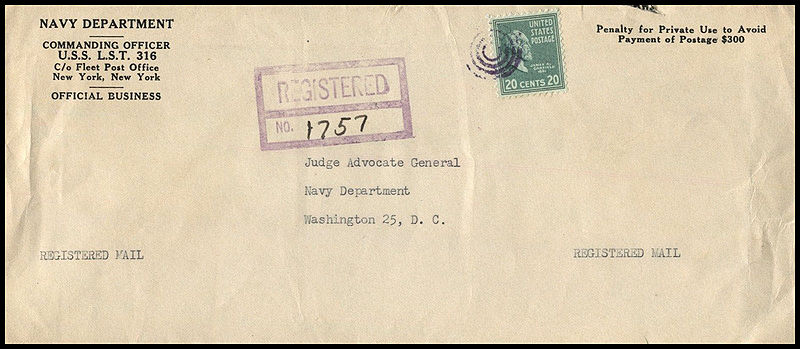 NAVY DEPARTMENT
COMMANDING OFFICER
U.S.S. L.S.T. 316
C/o Fleet Post Office
New York, New York
OFFICIAL BUSINESS
UNITED
STATES
POSTAGE
JAMES A.
GARFIELD
20 CENTS 20
Penalty for Private Use to Avoid
Payment of Postage $300
REGISTERED
NO. 1757
Judge Advocate General
Navy Department
Washington 25, D. C.
REGISTERED MAIL
REGISTERED MAIL